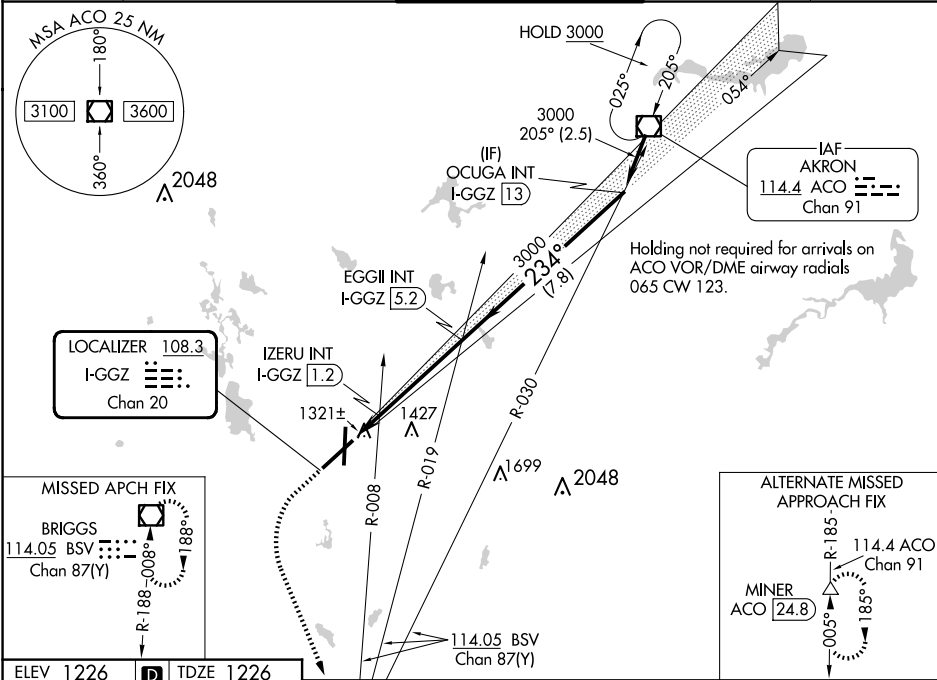 MSA ACO 25 NM
180°
3100
3600
360°
2048
HOLD 3000
025°
205°
054°
3000
205° (2.5)
(IF)
OCUGA INT
I-GGZ 13
IAF
AKRON
114.4 ACO
Chan 91
Holding not required for arrivals on
ACO VOR/DME airway radials
065 CW 123.
3000
234°
(7.8)
EGGII INT
I-GGZ 5.2
LOCALIZER 108.3
I-GGZ
Chan 20
IZERU INT
I-GGZ 1.2
1321±
1427
R-030
R-019
R-008
1699
2048
MISSED APCH FIX
BRIGGS
114.05 BSV
Chan 87(Y)
188°
008°
R-188
114.05 BSV
Chan 87(Y)
ALTERNATE MISSED
APPROACH FIX
R-185
114.4 ACO
Chan 91
MINER
ACO 24.8
005°
185°
ELEV 1226 D TDZE 1226